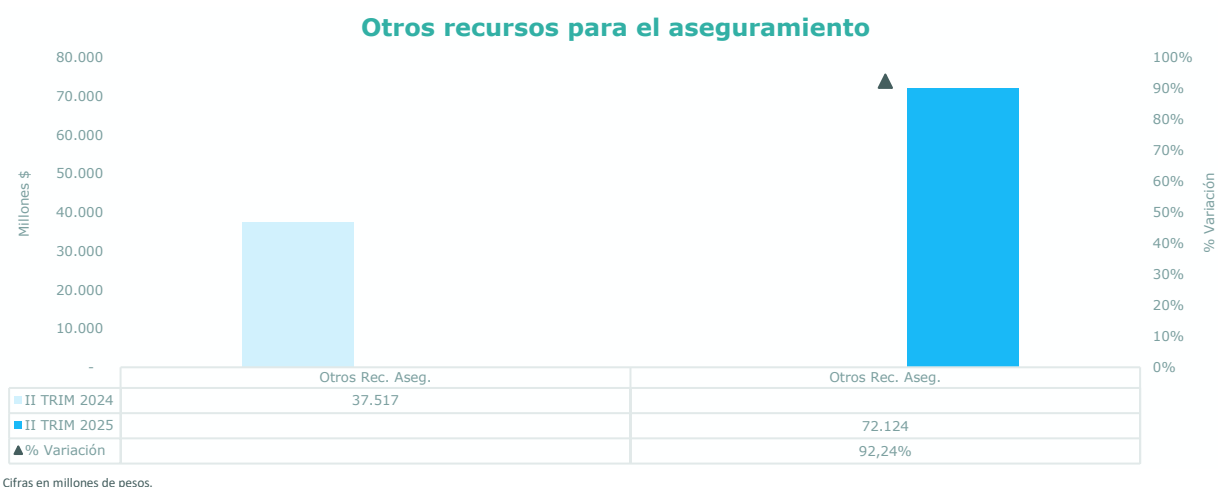 Otros recursos para el aseguramiento
80.000
70.000
60.000
50.000
40.000
30.000
20.000
10.000
-
Millones $
100%
90%
80%
70%
60%
50%
40%
30%
20%
10%
0%
% Variación
Otros Rec. Aseg. Otros Rec. Aseg.
II TRIM 2024 37.517
II TRIM 2025 72.124
% Variación 92,24%
Cifras en millones de pesos.